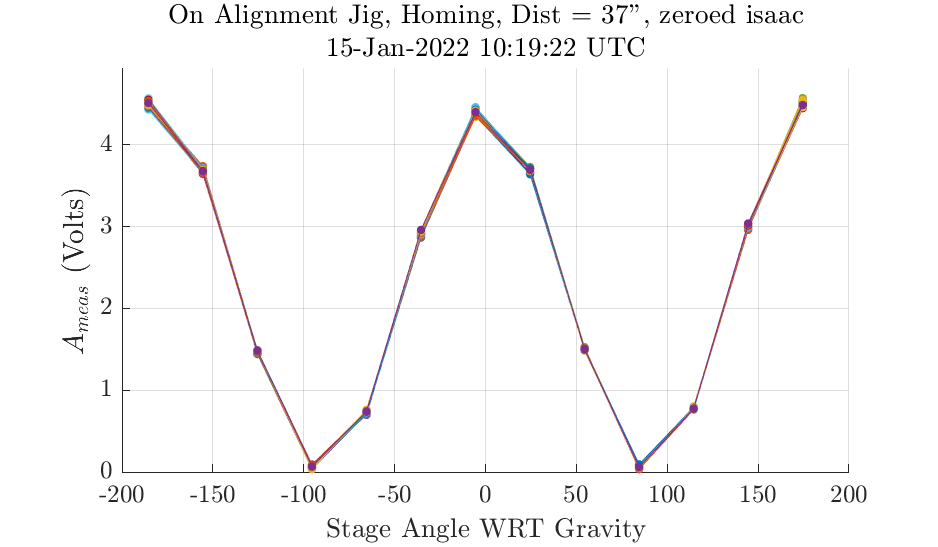 On Alignment Jig, Homing, Dist = 37", zeroed isaac
15-Jan-2022 10:19:22 UTC
4
3
2
1
0
A_meas (Volts)
-200 -150 -100 -50 0 50 100 150 200
Stage Angle WRT Gravity